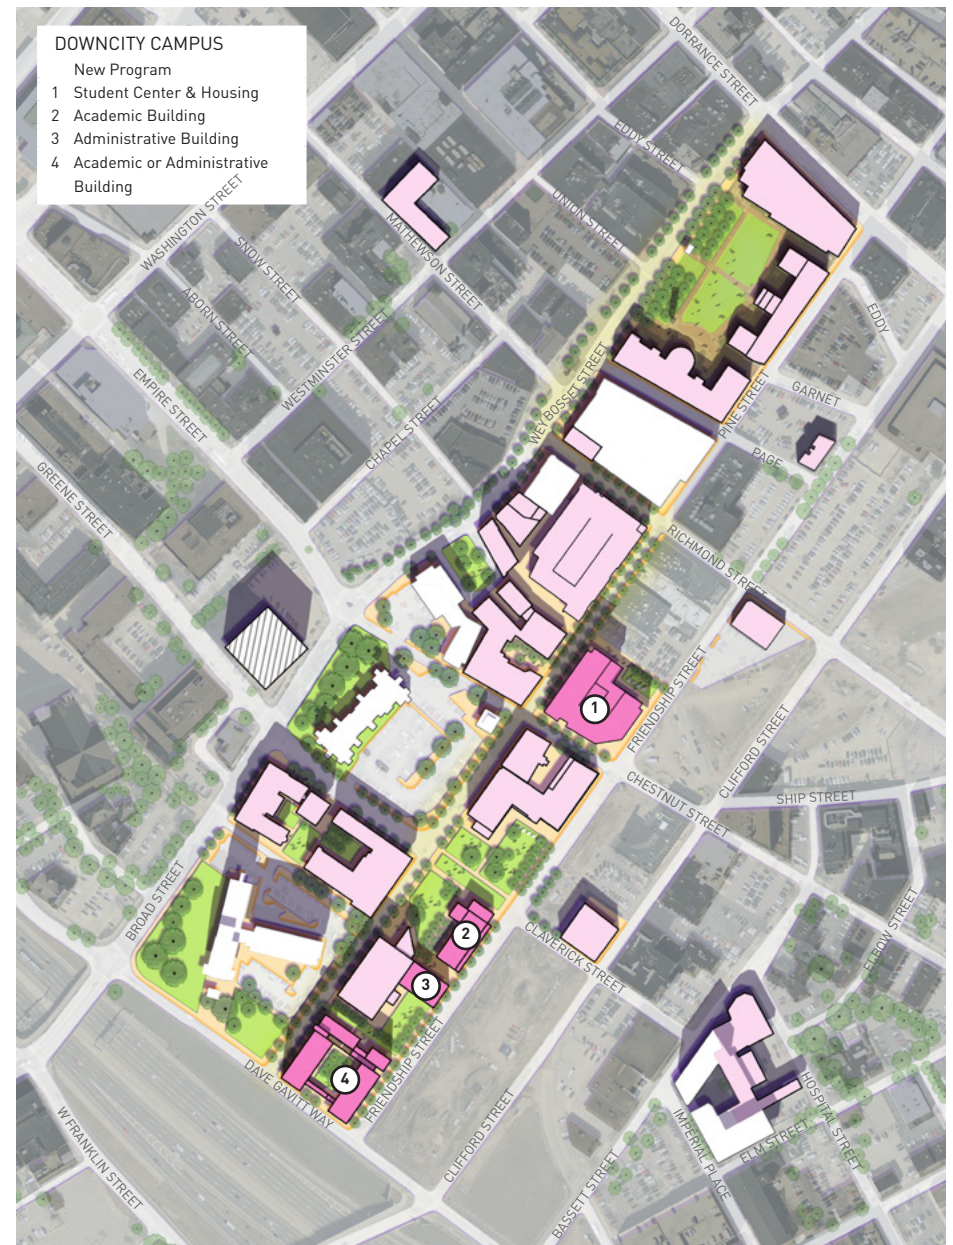 DOWNCITY CAMPUS
New Program
1 Student Center & Housing
2 Academic Building
3 Administrative Building
4 Academic or Administrative
Building
DORRANCE STREET
EDDY STREET
UNION STREET
WASHINGTON STREET
MATHEWSON STREET
SNOW STREET
ABORN STREET
WESTMINSTER STREET
EMPIRE STREET
CHAPEL STREET
WEYBOSSET STREET
EDDY
GARNET
PINE STREET
PAGE
GREENE STREET
RICHMOND STREET
FRIENDSHIP STREET
1
CLIFFORD STREET
CHESTNUT STREET
SHIP STREET
BROAD STREET
2
ELBOW STREET
CLAVERICK STREET
3
FRIENDSHIP STREET
4
DAVE GAVITT WAY
HOSPITAL STREET
W FRANKLIN STREET
CLIFFORD STREET
IMPERIAL PLACE
ELM STREET
BASSETT STREET